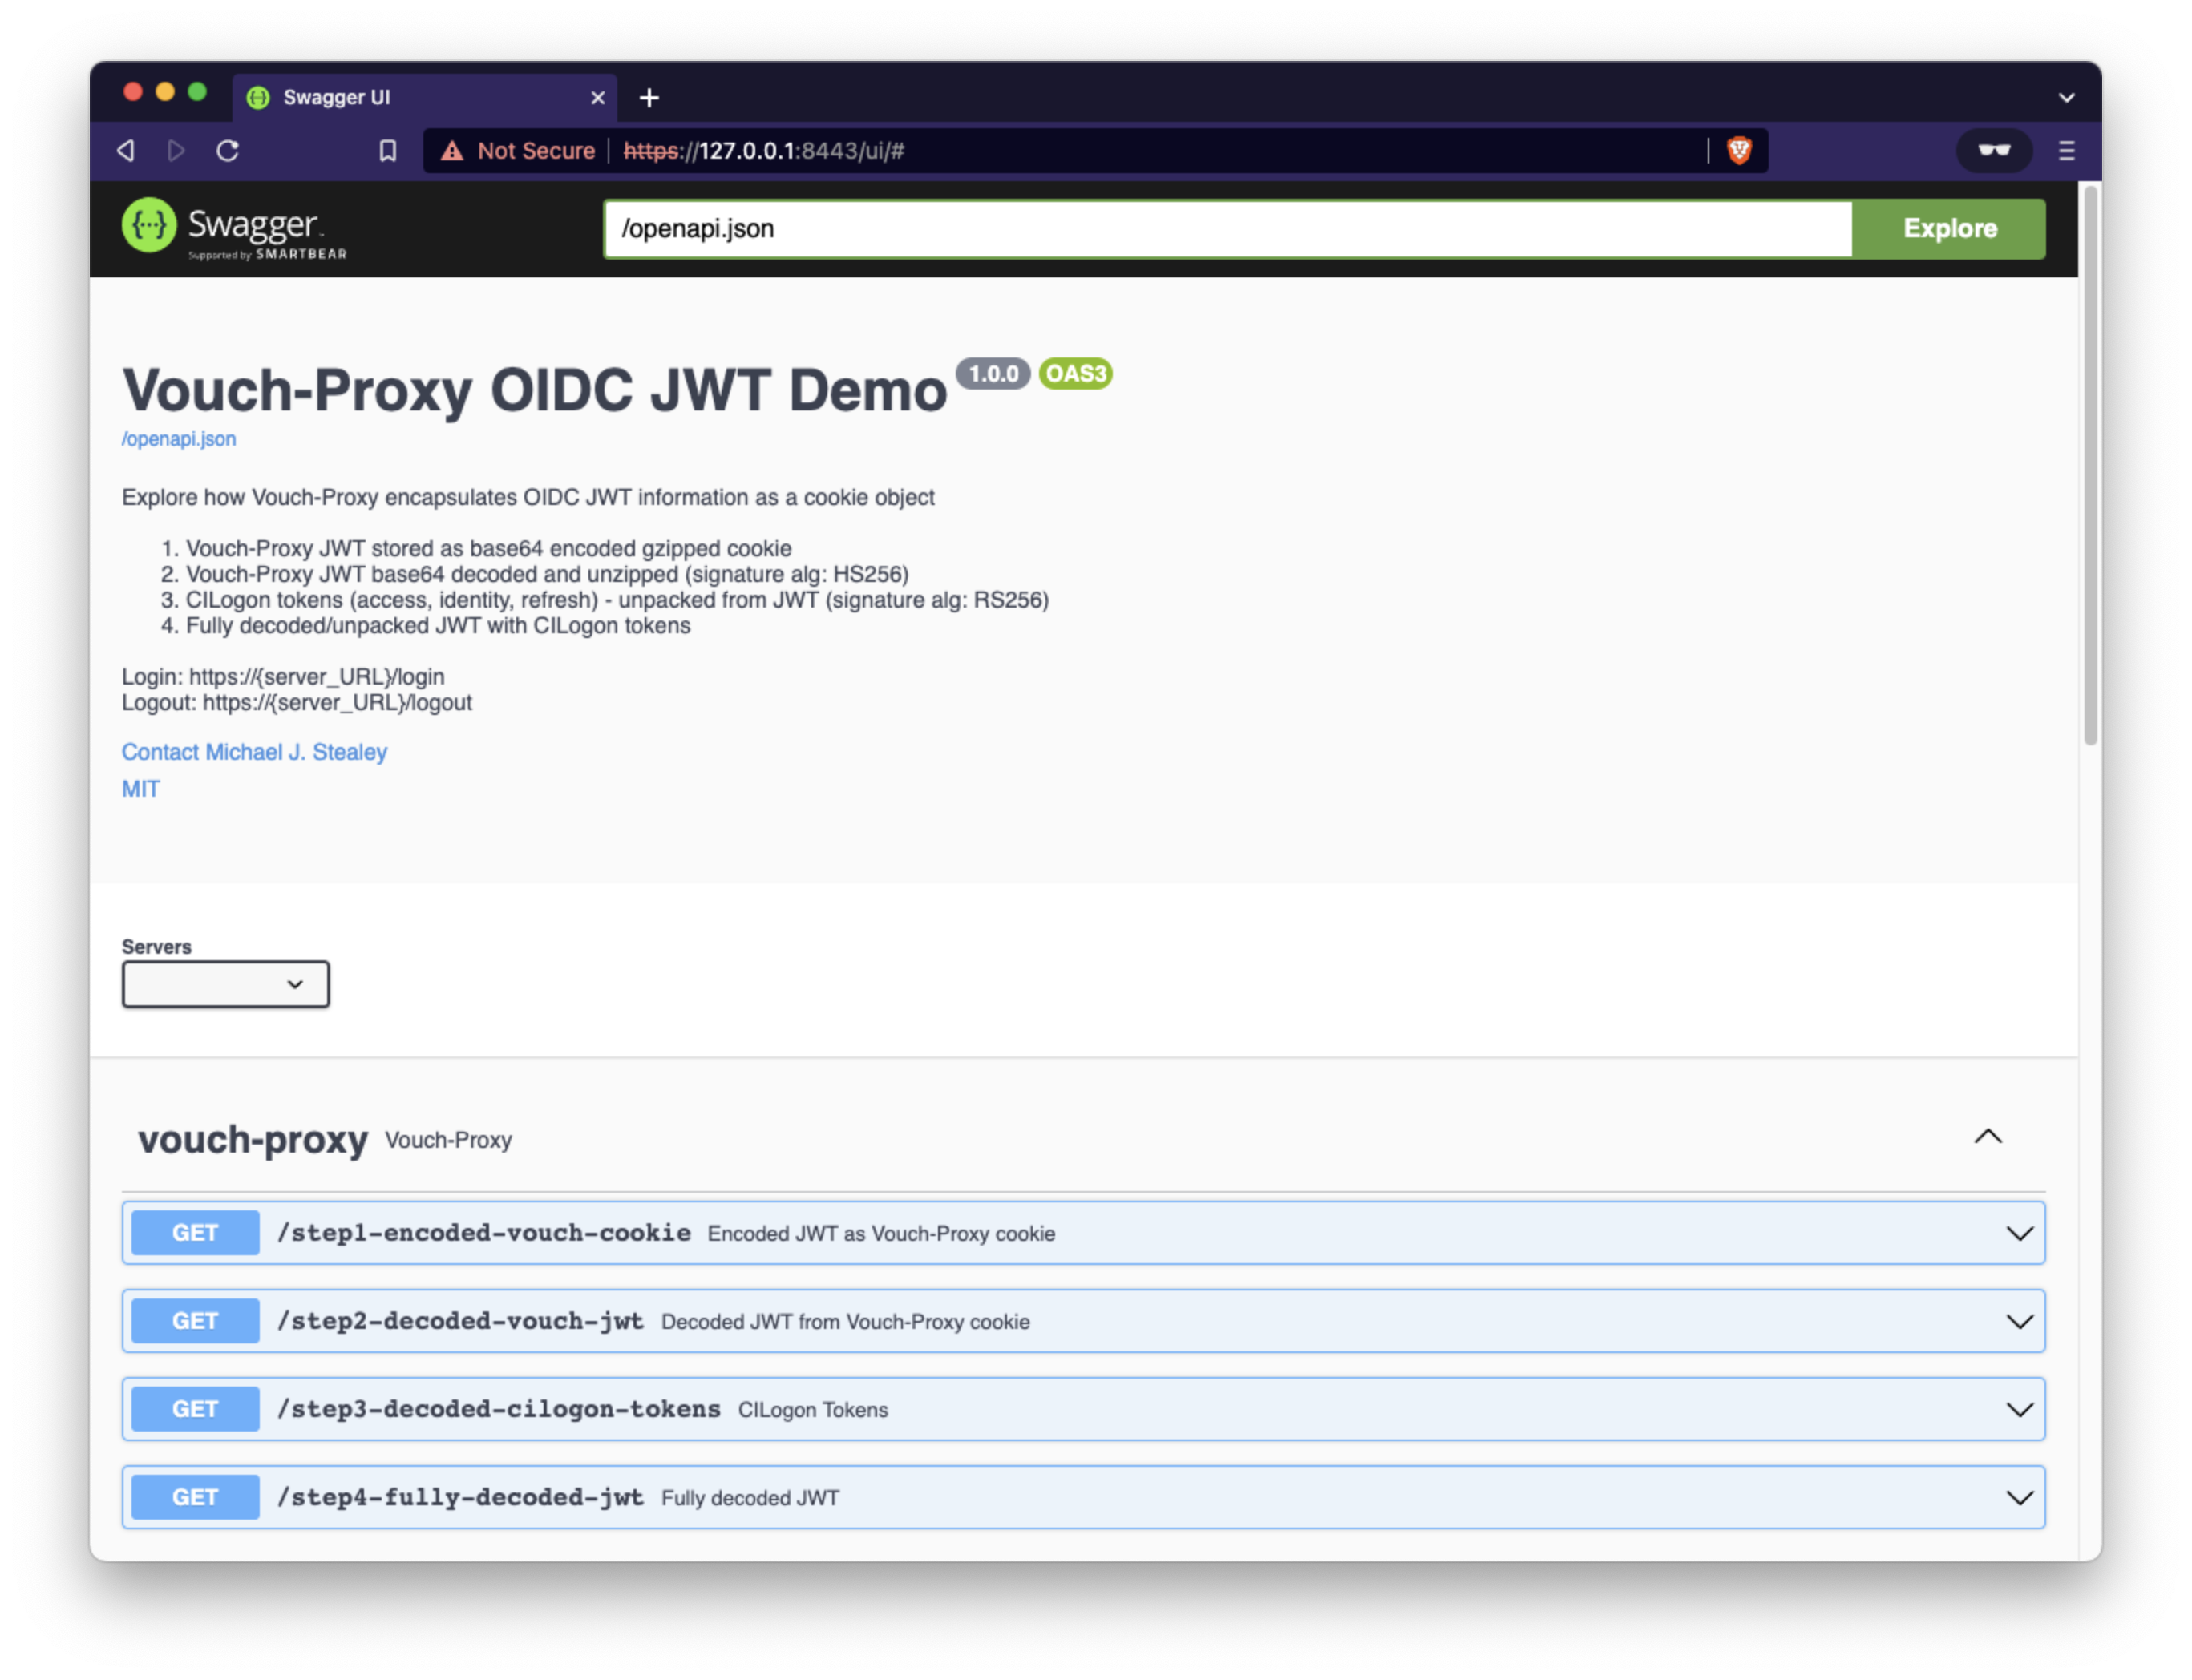 Swagger UI
Not Secure https://127.0.0.1:8443/ui/#
Swagger
Supported by SMARTBEAR
/openapi.json
Explore
Vouch-Proxy OIDC JWT Demo 1.0.0 OAS3
/openapi.json
Explore how Vouch-Proxy encapsulates OIDC JWT information as a cookie object
1. Vouch-Proxy JWT stored as base64 encoded gzipped cookie
2. Vouch-Proxy JWT base64 decoded and unzipped (signature alg: HS256)
3. CILogon tokens (access, identity, refresh) - unpacked from JWT (signature alg: RS256)
4. Fully decoded/unpacked JWT with CILogon tokens
Login: https://{server_URL}/login
Logout: https://{server_URL}/logout
Contact Michael J. Stealey
MIT
Servers
vouch-proxy Vouch-Proxy
GET /step1-encoded-vouch-cookie Encoded JWT as Vouch-Proxy cookie
GET /step2-decoded-vouch-jwt Decoded JWT from Vouch-Proxy cookie
GET /step3-decoded-cilogon-tokens CILogon Tokens
GET /step4-fully-decoded-jwt Fully decoded JWT